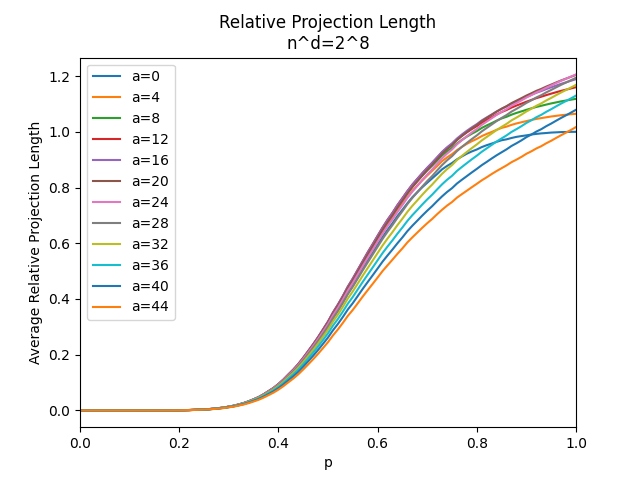 Relative Projection Length
n^d=2^8
Average Relative Projection Length
1.2
1.0
0.8
0.6
0.4
0.2
0.0
a=0
a=4
a=8
a=12
a=16
a=20
a=24
a=28
a=32
a=36
a=40
a=44
0.0 0.2 0.4 0.6 0.8 1.0
p